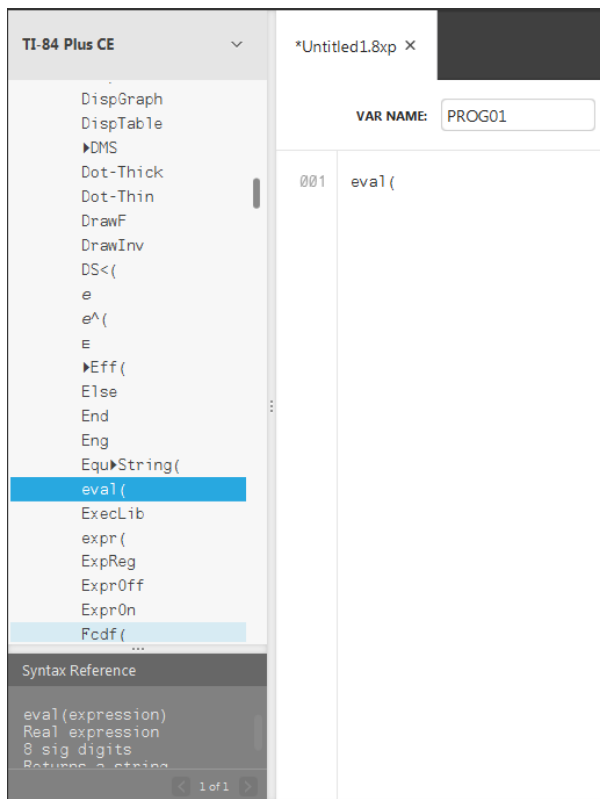 TI-84 Plus CE
*Untitled1.8xp ×
VAR NAME: PROG01
DispGraph
DispTable
▶DMS
Dot-Thick
Dot-Thin
DrawF
DrawInv
DS<(
e
e^(
ᴇ
▶Eff(
Else
End
Eng
Equ▶String(
eval(
ExecLib
expr(
ExpReg
ExprOff
ExprOn
Fcdf(
001 eval(
Syntax Reference
eval(expression)
Real expression
8 sig digits
Returns a string
1 of 1